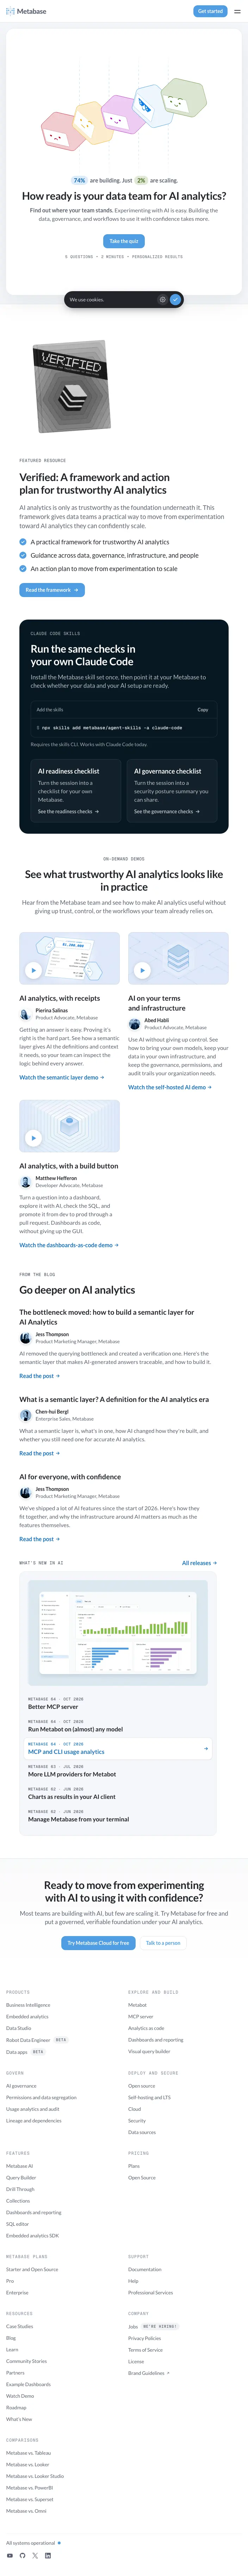 Metabase
Get started
74% are building. Just 2% are scaling.
How ready is your data team for AI analytics?
Find out where your team stands. Experimenting with AI is easy. Building the
data, governance, and workflows to use it with confidence takes more.
Take the quiz
5 QUESTIONS • 2 MINUTES • PERSONALIZED RESULTS
We use cookies.
VERIFIED
FEATURED RESOURCE
Verified: A framework and action
plan for trustworthy AI analytics
AI analytics is only as trustworthy as the foundation underneath it. This
framework gives data teams a practical way to move from experimentation
toward AI analytics they can confidently scale.
A practical framework for trustworthy AI analytics
Guidance across data, governance, infrastructure, and people
An action plan to move from experimentation to scale
Read the framework →
CLAUDE CODE SKILLS
Run the same checks in
your own Claude Code
Install the Metabase skill set once, then point it at your Metabase to
check whether your data and your AI setup are ready.
Add the skills
Copy
$ npx skills add metabase/agent-skills -a claude-code
Requires the skills CLI. Works with Claude Code today.
AI readiness checklist
Turn the session into a
checklist for your own
Metabase.
See the readiness checks →
AI governance checklist
Turn the session into a
security posture summary you
can share.
See the governance checks →
ON-DEMAND DEMOS
See what trustworthy AI analytics looks like
in practice
Hear from the Metabase team and see how to make AI analytics useful without
giving up trust, control, or the workflows your team already relies on.
AI analytics, with receipts
Pierina Salinas
Product Advocate, Metabase
Getting an answer is easy. Proving it's
right is the hard part. See how a semantic
layer gives AI the definitions and context
it needs, so your team can inspect the
logic behind every answer.
Watch the semantic layer demo →
AI on your terms
and infrastructure
Abed Habli
Product Advocate, Metabase
Use AI without giving up control. See
how to bring your own models, keep your
data in your own infrastructure, and
keep the governance, permissions, and
audit trails your organization needs.
Watch the self-hosted AI demo →
AI analytics, with a build button
Matthew Hefferon
Developer Advocate, Metabase
Turn a question into a dashboard,
explore it with AI, check the SQL, and
promote it from dev to prod through a
pull request. Dashboards as code,
without giving up the GUI.
Watch the dashboards-as-code demo →
FROM THE BLOG
Go deeper on AI analytics
The bottleneck moved: how to build a semantic layer for
AI Analytics
Jess Thompson
Product Marketing Manager, Metabase
AI removed the querying bottleneck and created a verification one. Here's the
semantic layer that makes AI-generated answers traceable, and how to build it.
Read the post →
What is a semantic layer? A definition for the AI analytics era
Chen-hui Bergl
Enterprise Sales, Metabase
What a semantic layer is, what's in one, how AI changed how they're built, and
whether you still need one for accurate AI analytics.
Read the post →
AI for everyone, with confidence
Jess Thompson
Product Marketing Manager, Metabase
We've shipped a lot of AI features since the start of 2026. Here's how they fit
together, and why the infrastructure around AI matters as much as the features
themselves.
Read the post →
WHAT'S NEW IN AI
All releases →
METABASE 64 · OCT 2026
Better MCP server
METABASE 64 · OCT 2026
Run Metabot on (almost) any model
METABASE 64 · OCT 2026
MCP and CLI usage analytics
→
METABASE 63 · JUL 2026
More LLM providers for Metabot
METABASE 62 · JUN 2026
Charts as results in your AI client
METABASE 62 · JUN 2026
Manage Metabase from your terminal
Ready to move from experimenting
with AI to using it with confidence?
Most teams are building with AI, but few are scaling it. Try Metabase for free and
put a governed, verifiable foundation under your AI analytics.
Try Metabase Cloud for free
Talk to a person
PRODUCTS
Business Intelligence
Embedded analytics
Data Studio
Robot Data Engineer BETA
Data apps BETA
EXPLORE AND BUILD
Metabot
MCP server
Analytics as code
Dashboards and reporting
Visual query builder
GOVERN
AI governance
Permissions and data segregation
Usage analytics and audit
Lineage and dependencies
DEPLOY AND SECURE
Open source
Self-hosting and LTS
Cloud
Security
Data sources
FEATURES
Metabase AI
Query Builder
Drill Through
Collections
Dashboards and reporting
SQL editor
Embedded analytics SDK
PRICING
Plans
Open Source
METABASE PLANS
Starter and Open Source
Pro
Enterprise
SUPPORT
Documentation
Help
Professional Services
RESOURCES
Case Studies
Blog
Learn
Community Stories
Partners
Example Dashboards
Watch Demo
Roadmap
What's New
COMPANY
Jobs WE'RE HIRING!
Privacy Policies
Terms of Service
License
Brand Guidelines ↗
COMPARISONS
Metabase vs. Tableau
Metabase vs. Looker
Metabase vs. Looker Studio
Metabase vs. PowerBI
Metabase vs. Superset
Metabase vs. Omni
All systems operational